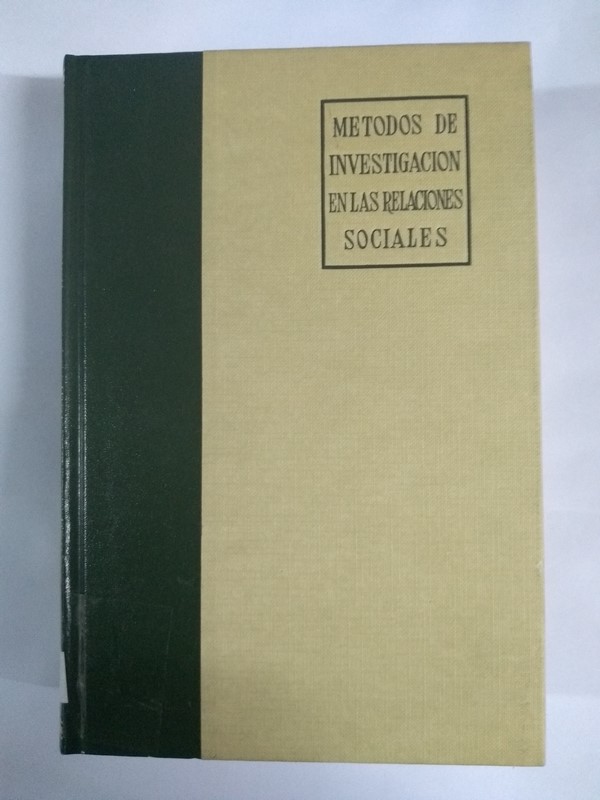 METODOS DE
INVESTIGACION
EN LAS RELACIONES
SOCIALES